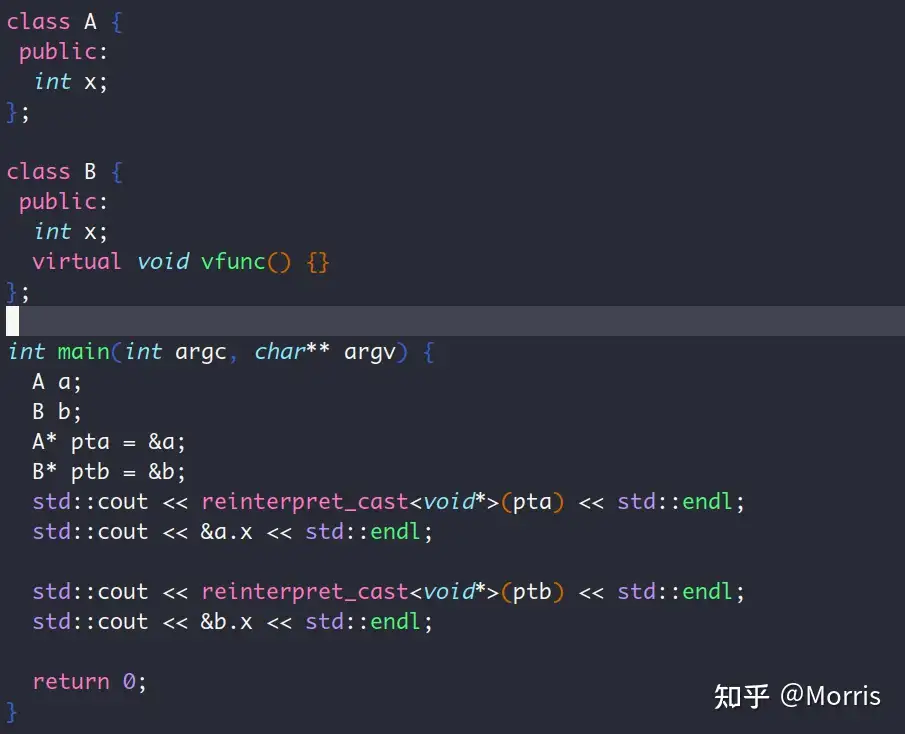 class A {
 public:
  int x;
};

class B {
 public:
  int x;
  virtual void vfunc() {}
};

int main(int argc, char** argv) {
  A a;
  B b;
  A* pta = &a;
  B* ptb = &b;
  std::cout << reinterpret_cast<void*>(pta) << std::endl;
  std::cout << &a.x << std::endl;

  std::cout << reinterpret_cast<void*>(ptb) << std::endl;
  std::cout << &b.x << std::endl;

  return 0;
}
知乎 @Morris